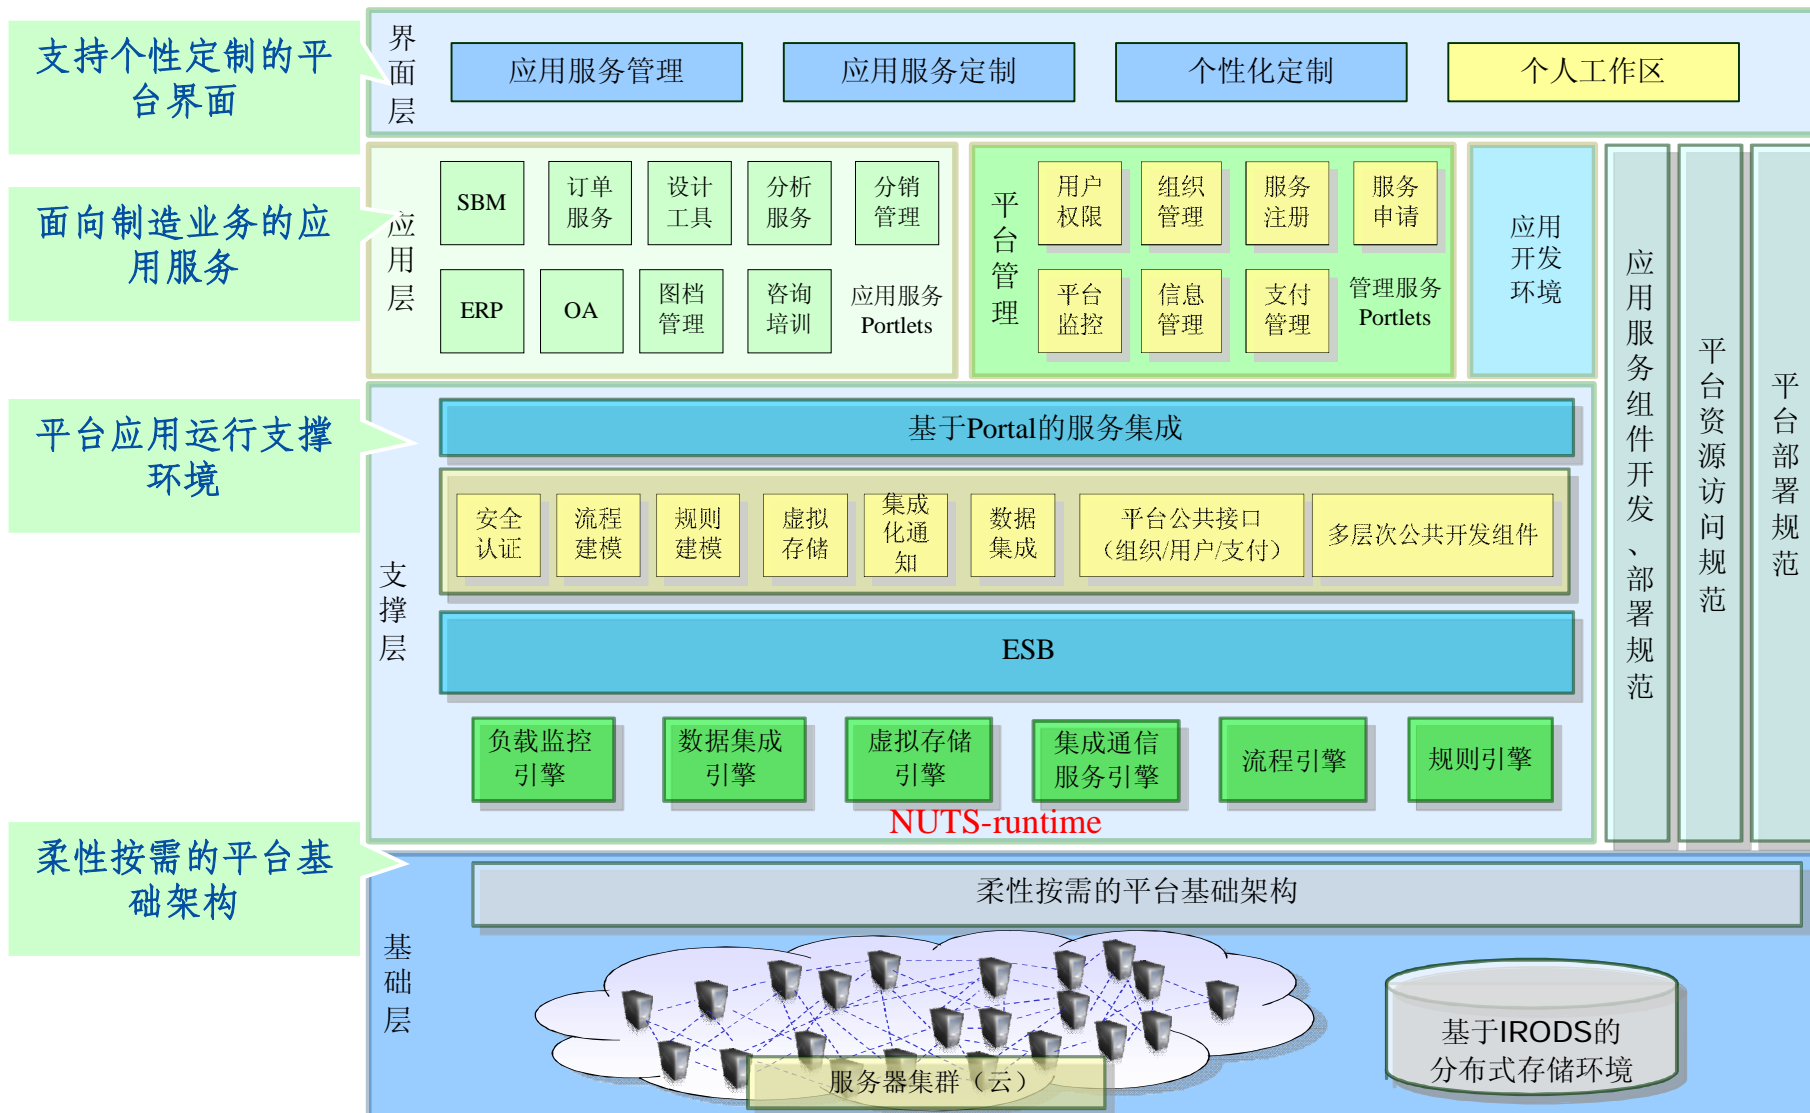 支持个性定制的平
台界面
界
面
层
应用服务管理
应用服务定制
个性化定制
个人工作区
面向制造业务的应
用服务
应
用
层
SBM
订单
服务
设计
工具
分析
服务
分销
管理
ERP
OA
图档
管理
咨询
培训
应用服务
Portlets
平
台
管
理
用户
权限
组织
管理
服务
注册
服务
申请
平台
监控
信息
管理
支付
管理
管理服务
Portlets
应用
开发
环境
应
用
服
务
组
件
开
发
、
部
署
规
范
平
台
资
源
访
问
规
范
平
台
部
署
规
范
平台应用运行支撑
环境
支
撑
层
基于Portal的服务集成
安全
认证
流程
建模
规则
建模
虚拟
存储
集成
化通
知
数据
集成
平台公共接口
（组织/用户/支付）
多层次公共开发组件
ESB
负载监控
引擎
数据集成
引擎
虚拟存储
引擎
集成通信
服务引擎
流程引擎
规则引擎
NUTS-runtime
柔性按需的平台基
础架构
基
础
层
柔性按需的平台基础架构
服务器集群（云）
基于IRODS的
分布式存储环境